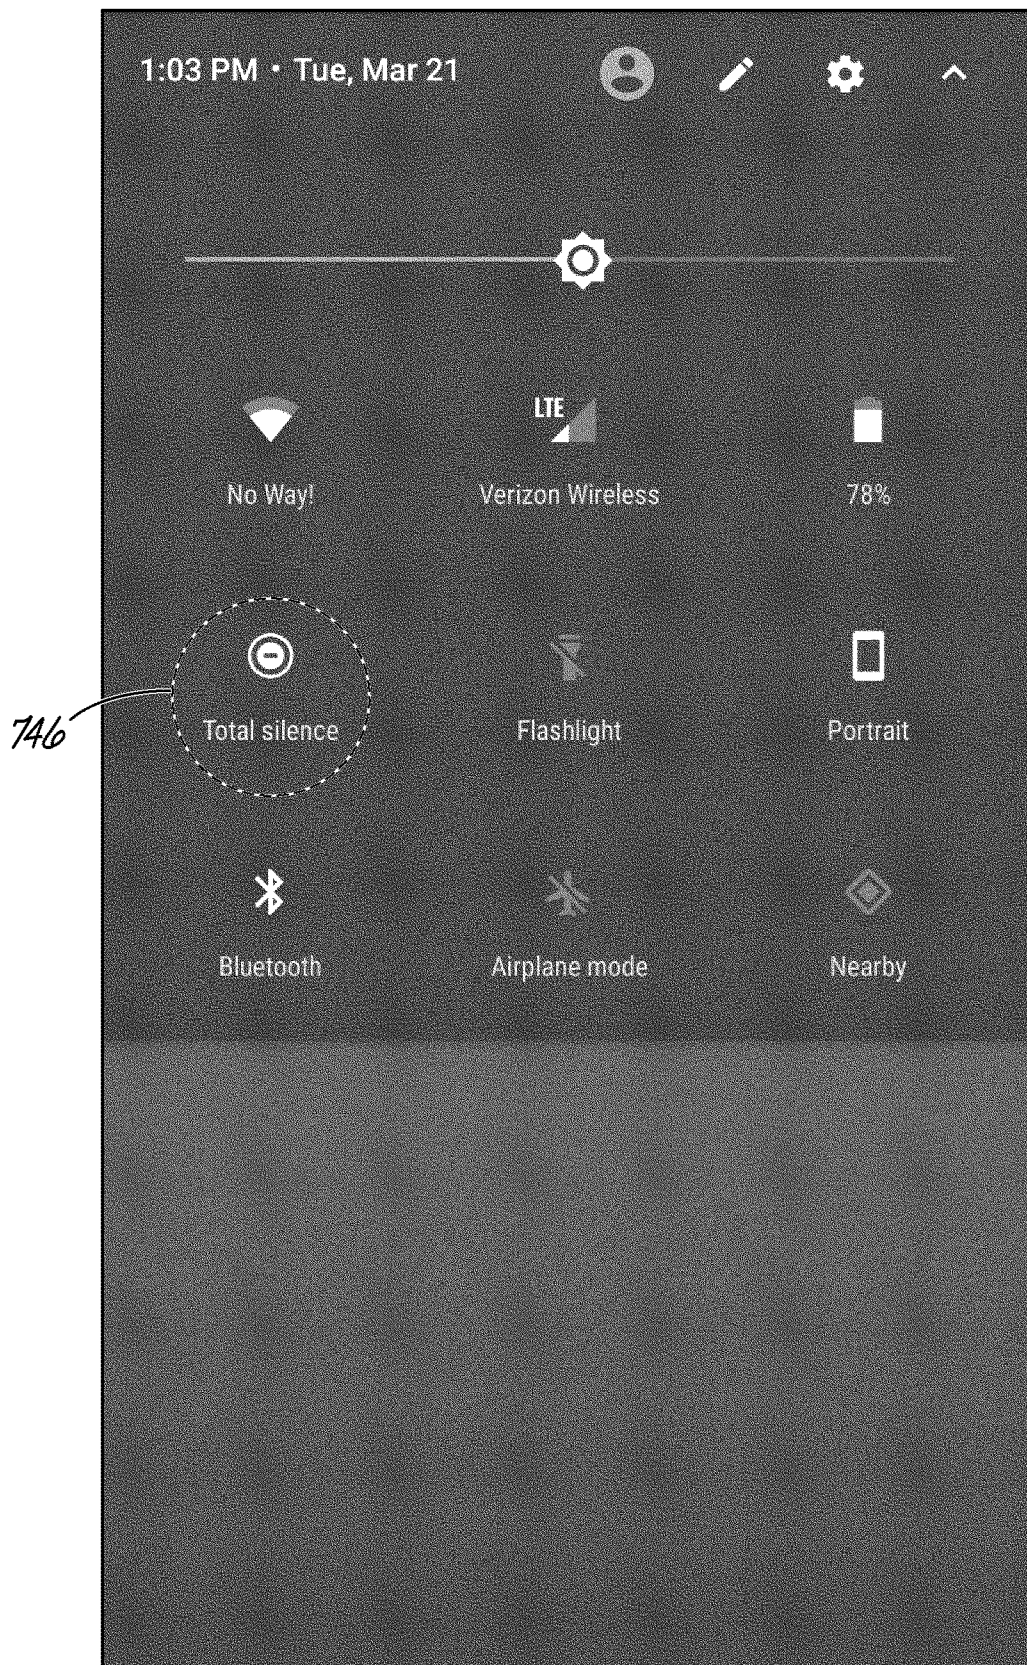 1:03 PM • Tue, Mar 21
LTE
No Way!
Verizon Wireless
78%
746
Total silence
Flashlight
Portrait
Bluetooth
Airplane mode
Nearby